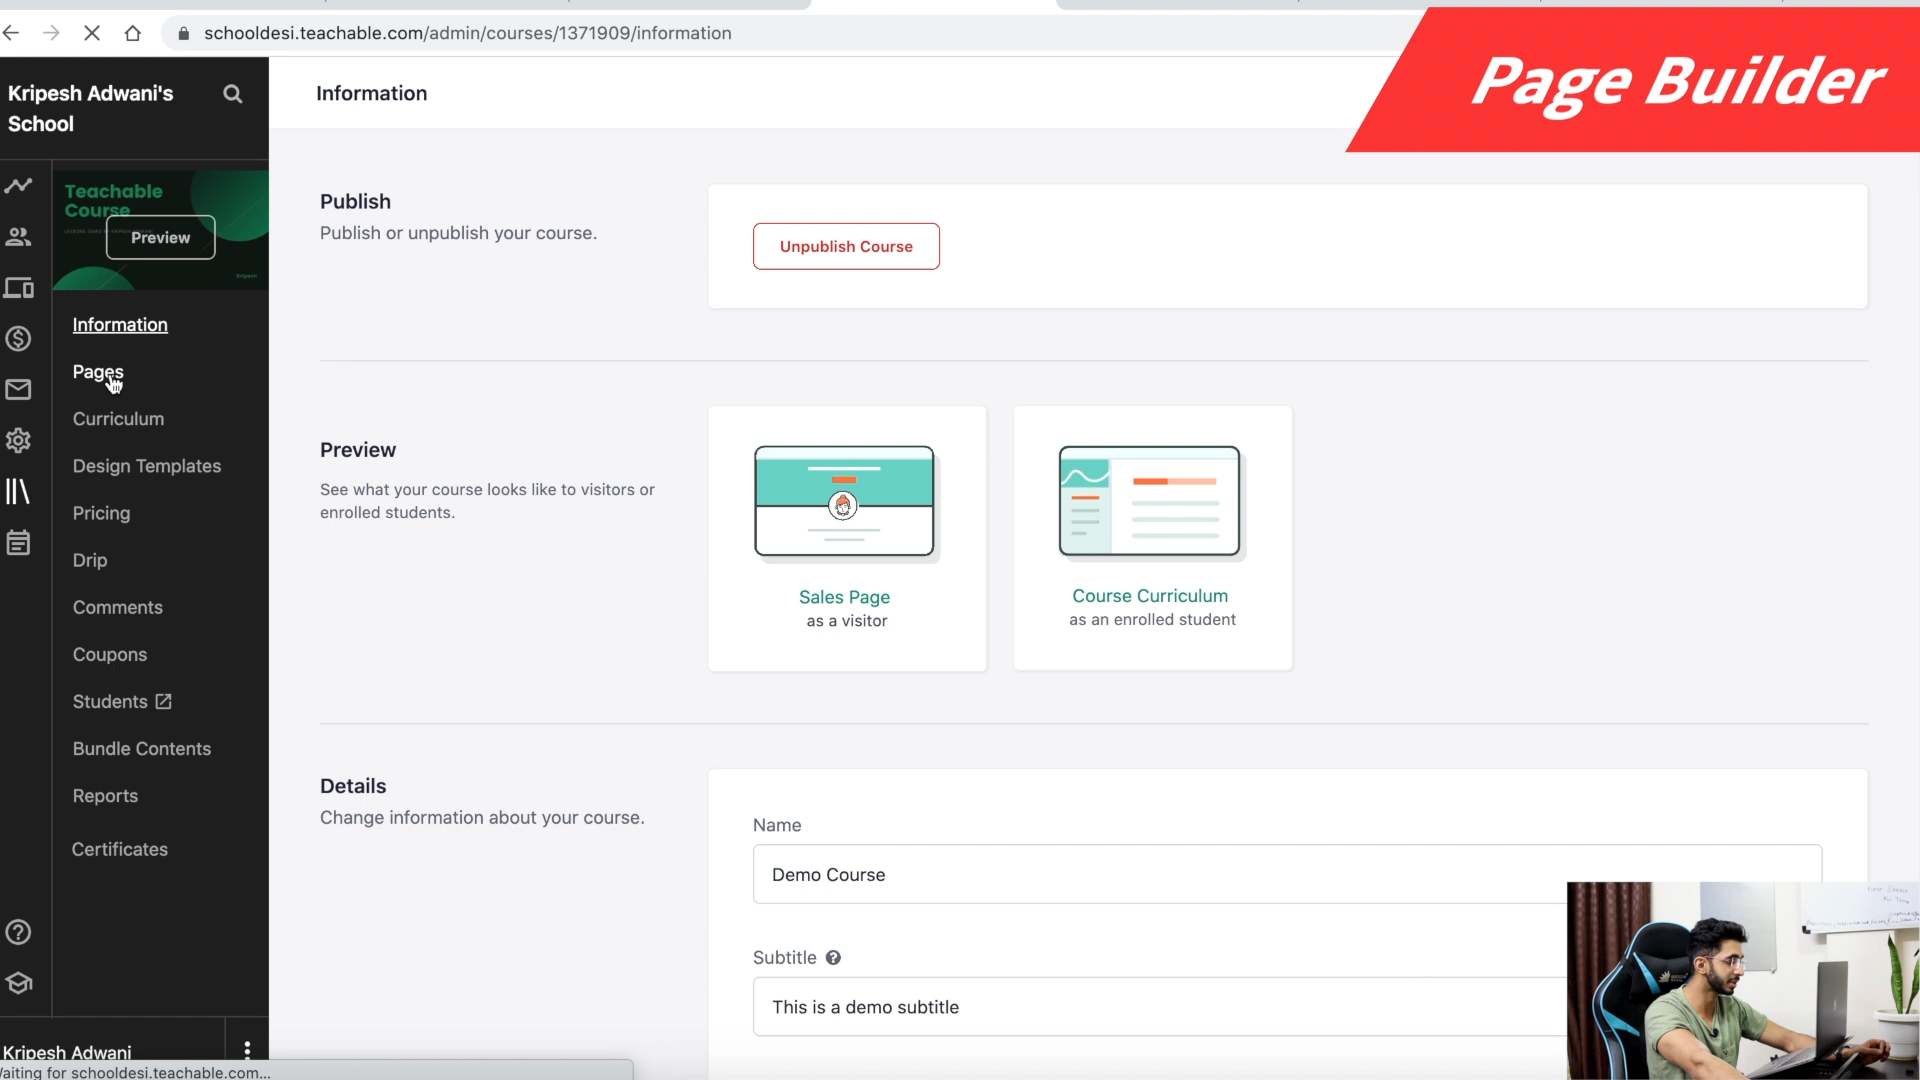 schooldesi.teachable.com/admin/courses/1371909/information
Page Builder
Kripesh Adwani's
School
Information
Teachable
Course
Preview
Information
Pages
Curriculum
Design Templates
Pricing
Drip
Comments
Coupons
Students
Bundle Contents
Reports
Certificates
Kripesh Adwani
aiting for schooldesi.teachable.com...
Publish
Publish or unpublish your course.
Unpublish Course
Preview
See what your course looks like to visitors or
enrolled students.
Sales Page
as a visitor
Course Curriculum
as an enrolled student
Details
Change information about your course.
Name
Demo Course
Subtitle
This is a demo subtitle